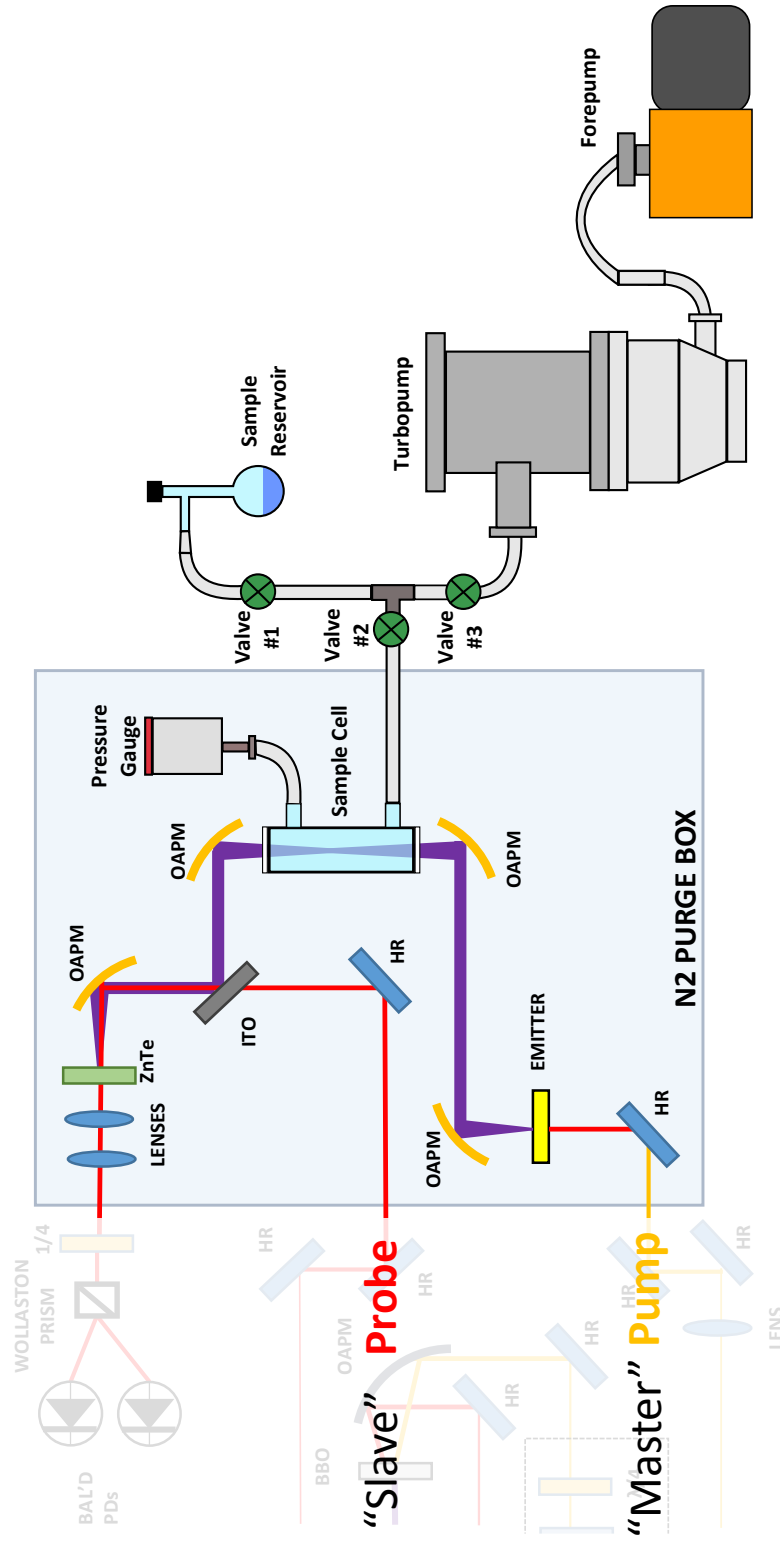 WOLLASTON
PRISM
1/4
BAL'D
PDs
LENSES
ZnTe
OAPM
OAPM
Pressure
Gauge
Valve
#1
Sample
Reservoir
ITO
HR
HR
OAPM
BBO
HR
"Slave" Probe
Sample Cell
Valve
#2
Turbopump
Valve
#3
OAPM
OAPM
EMITTER
HR
HR
HR
"Master" Pump
λ/4
HR
LENS
N2 PURGE BOX
Forepump